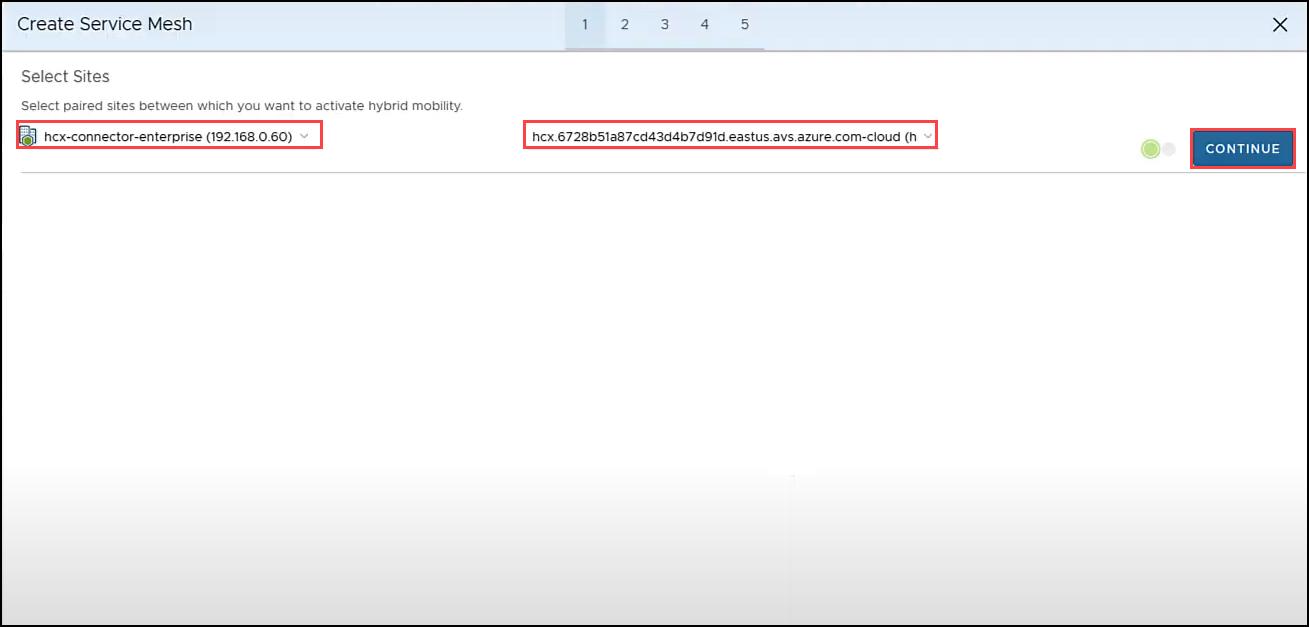 Create Service Mesh
1 2 3 4 5
Select Sites
Select paired sites between which you want to activate hybrid mobility.
hcx-connector-enterprise (192.168.0.60)
hcx.6728b51a87cd43d4b7d91d.eastus.avs.azure.com-cloud (h
CONTINUE